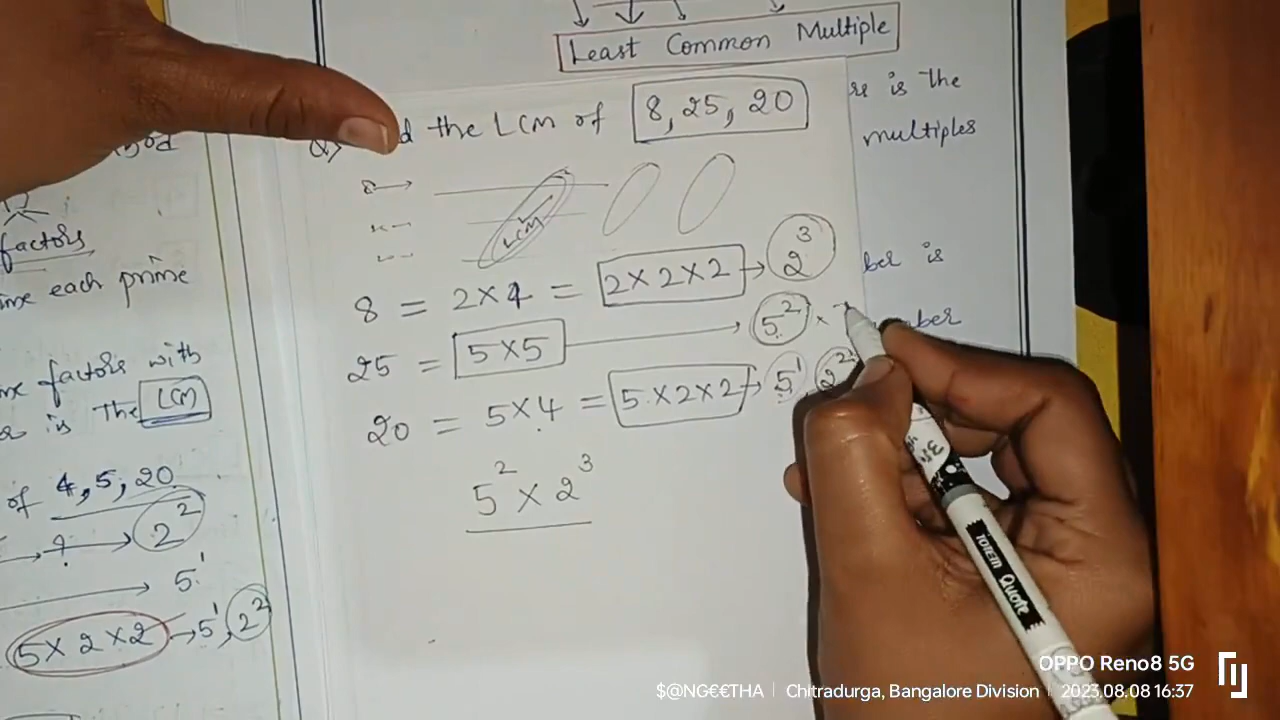 Least Common Multiple
the LCM of 8, 25, 20
is the
multiples
LCM
8 = 2×4 = 2×2×2 → 2³
25 = 5×5 → 5² ×
20 = 5×4 = 5×2×2 → 5¹, 2²
5² × 2³
factors
each prime
factors with
is the LCM
of 4, 5, 20
→ 2²
→ 5¹
5×2×2 → 5¹, 2²
is
TOTEM Quote
OPPO Reno8 5G
$@NG€€THA | Chitradurga, Bangalore Division | 2023.08.08 16:37